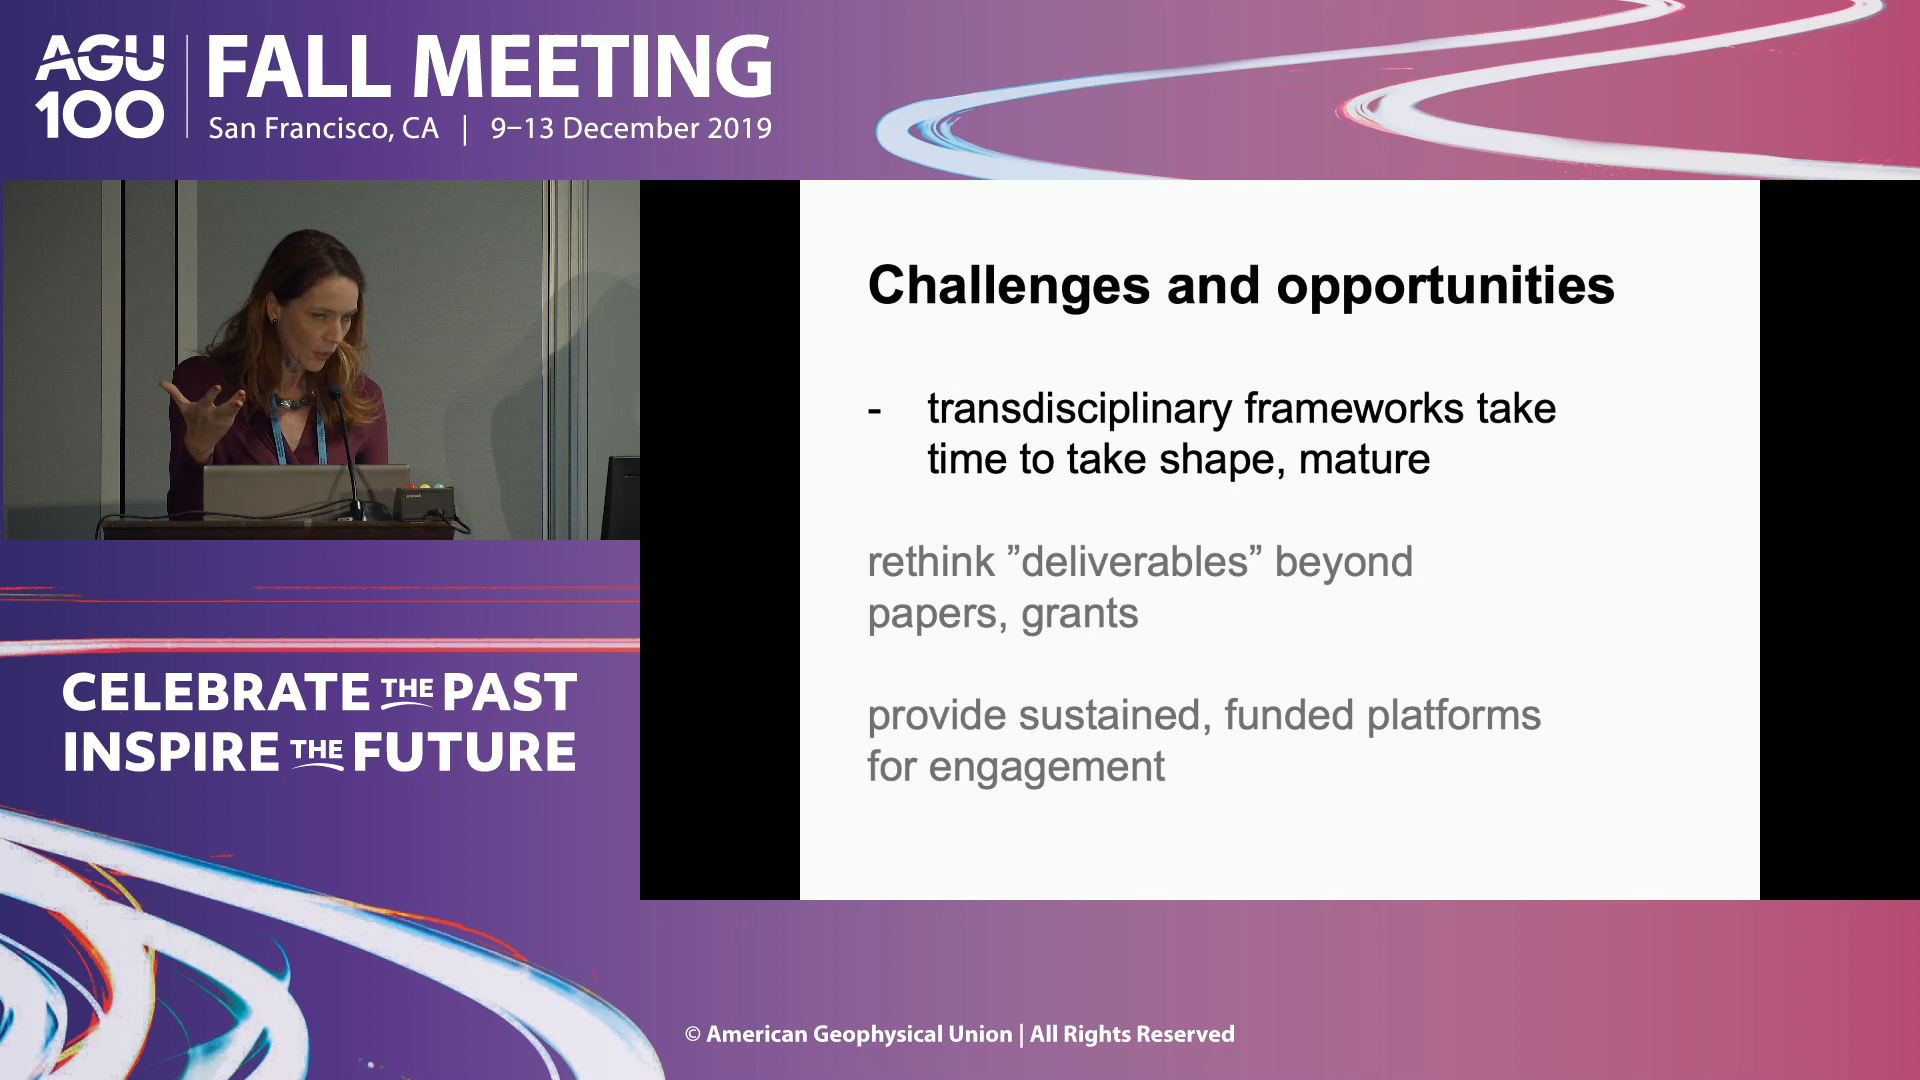 AGU
100
FALL MEETING
San Francisco, CA | 9–13 December 2019
Challenges and opportunities
- transdisciplinary frameworks take
time to take shape, mature
rethink ”deliverables” beyond
papers, grants
provide sustained, funded platforms
for engagement
CELEBRATE THE PAST
INSPIRE THE FUTURE
© American Geophysical Union | All Rights Reserved